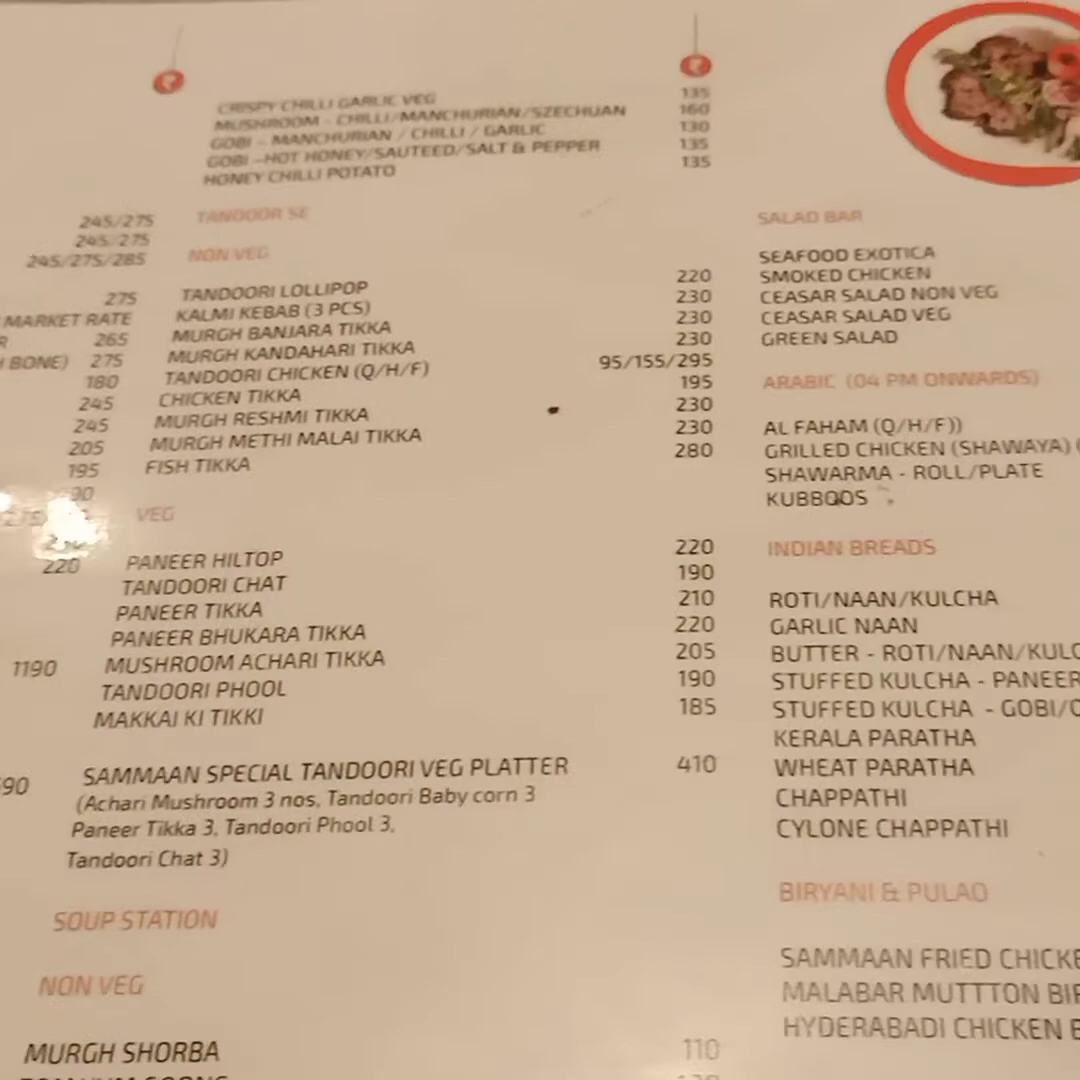 CRISPY CHILLI GARLIC VEG 135
MUSHROOM - CHILLI/MANCHURIAN/SZECHUAN 160
GOBI - MANCHURIAN / CHILLI / GARLIC 130
GOBI -HOT HONEY/SAUTEED/SALT & PEPPER 135
HONEY CHILLI POTATO 135
245/275
245/275
245/275/285
275
MARKET RATE
265
BONE) 275
180
245
245
205
195
220
1190
TANDOOR SE
NON VEG
TANDOORI LOLLIPOP 220
KALMI KEBAB (3 PCS) 230
MURGH BANJARA TIKKA 230
MURGH KANDAHARI TIKKA 230
TANDOORI CHICKEN (Q/H/F) 95/155/295
CHICKEN TIKKA 195
MURGH RESHMI TIKKA 230
MURGH METHI MALAI TIKKA 230
FISH TIKKA 280
VEG
PANEER HILTOP 220
TANDOORI CHAT 190
PANEER TIKKA 210
PANEER BHUKARA TIKKA 220
MUSHROOM ACHARI TIKKA 205
TANDOORI PHOOL 190
MAKKAI KI TIKKI 185
SAMMAAN SPECIAL TANDOORI VEG PLATTER 410
(Achari Mushroom 3 nos, Tandoori Baby corn 3
Paneer Tikka 3, Tandoori Phool 3,
Tandoori Chat 3)
SOUP STATION
NON VEG
MURGH SHORBA 110
SALAD BAR
SEAFOOD EXOTICA
SMOKED CHICKEN
CEASAR SALAD NON VEG
CEASAR SALAD VEG
GREEN SALAD
ARABIC (04 PM ONWARDS)
AL FAHAM (Q/H/F))
GRILLED CHICKEN (SHAWAYA) (
SHAWARMA - ROLL/PLATE
KUBBOOS
INDIAN BREADS
ROTI/NAAN/KULCHA
GARLIC NAAN
BUTTER - ROTI/NAAN/KULC
STUFFED KULCHA - PANEER
STUFFED KULCHA - GOBI/
KERALA PARATHA
WHEAT PARATHA
CHAPPATHI
CYLONE CHAPPATHI
BIRYANI & PULAO
SAMMAAN FRIED CHICKE
MALABAR MUTTTON BIR
HYDERABADI CHICKEN B